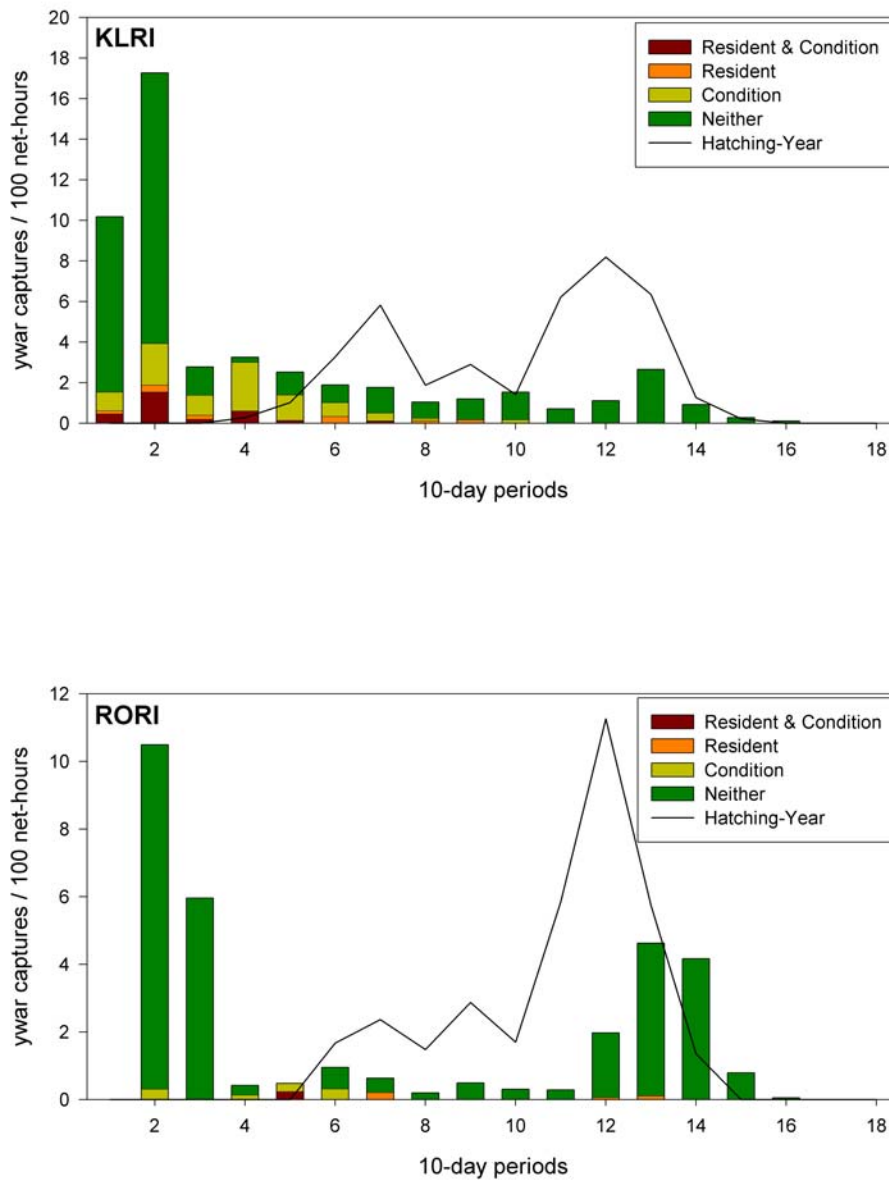 KLRI
Resident & Condition
Resident
Condition
Neither
Hatching-Year
ywar captures / 100 net-hours
20
18
16
14
12
10
8
6
4
2
0
2 4 6 8 10 12 14 16 18
10-day periods
RORI
Resident & Condition
Resident
Condition
Neither
Hatching-Year
ywar captures / 100 net-hours
12
10
8
6
4
2
0
2 4 6 8 10 12 14 16 18
10-day periods